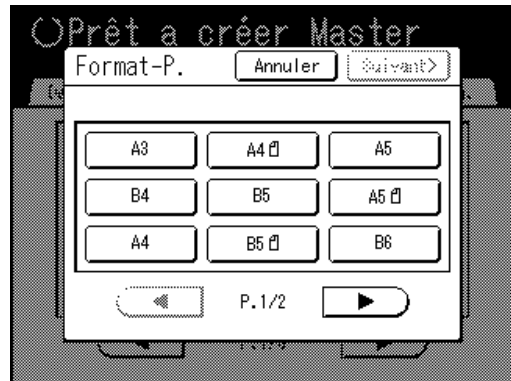 Prêt a créer Master
Format-P. Annuler Suivant>
A3 A4 A5
B4 B5 A5
A4 B5 B6
P.1/2